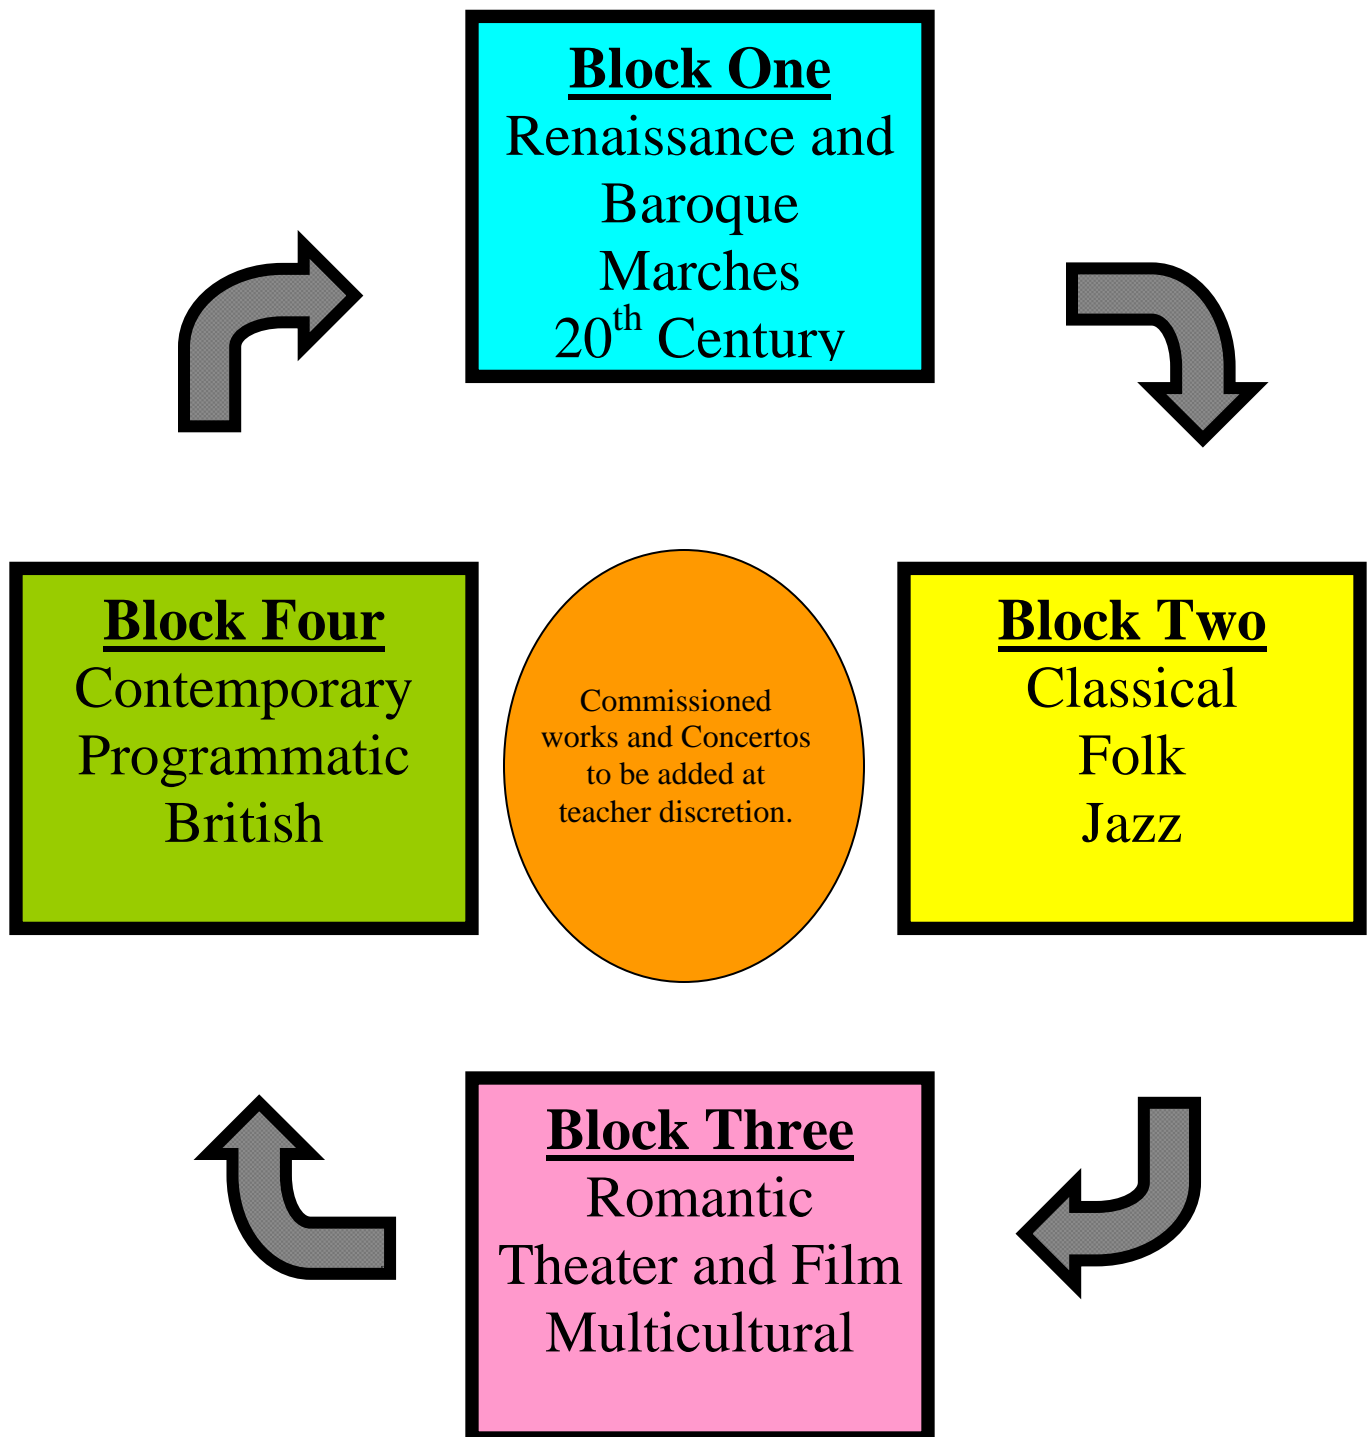 Block One
Renaissance and
Baroque
Marches
20th Century
Block Two
Classical
Folk
Jazz
Block Three
Romantic
Theater and Film
Multicultural
Block Four
Contemporary
Programmatic
British
Commissioned
works and Concertos
to be added at
teacher discretion.